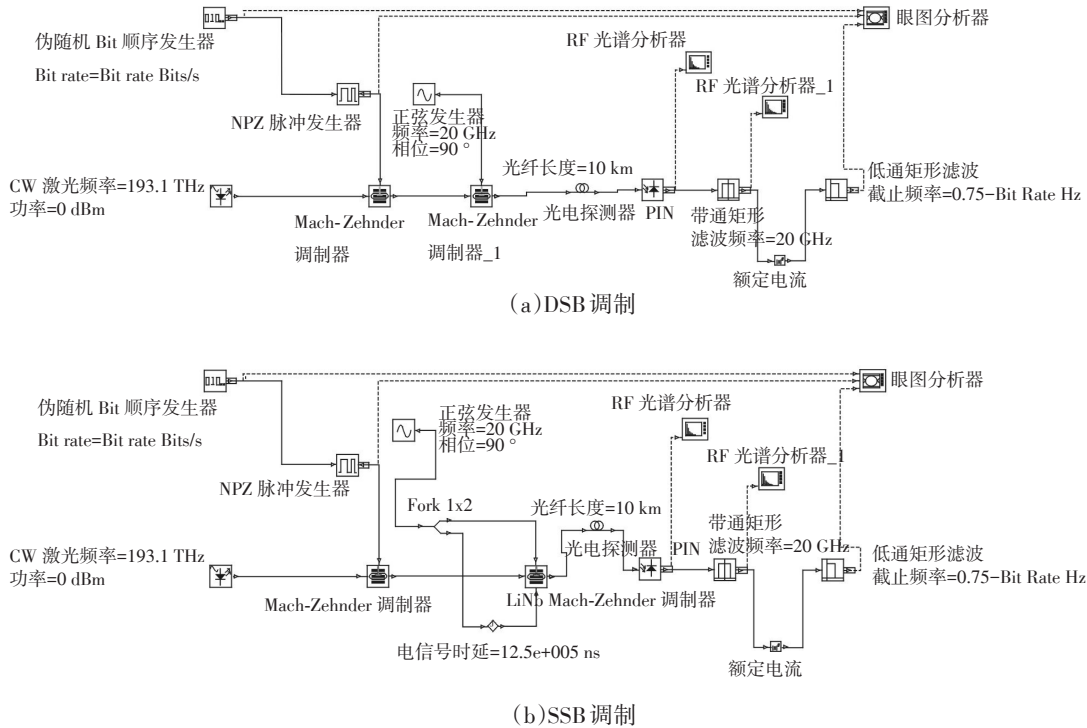 伪随机 Bit 顺序发生器
Bit rate=Bit rate Bits/s
NPZ 脉冲发生器
正弦发生器
频率=20 GHz
相位=90°
RF 光谱分析器
RF 光谱分析器_1
眼图分析器
CW 激光频率=193.1 THz
功率=0 dBm
Mach-Zehnder
调制器
Mach-Zehnder
调制器_1
光纤长度=10 km
光电探测器
PIN
带通矩形
滤波频率=20 GHz
低通矩形滤波
截止频率=0.75-Bit Rate Hz
额定电流
(a)DSB 调制
伪随机 Bit 顺序发生器
Bit rate=Bit rate Bits/s
NPZ 脉冲发生器
正弦发生器
频率=20 GHz
相位=90°
Fork 1x2
RF 光谱分析器
RF 光谱分析器_1
眼图分析器
CW 激光频率=193.1 THz
功率=0 dBm
Mach-Zehnder 调制器
LiNb Mach-Zehnder 调制器
光纤长度=10 km
光电探测器
PIN
带通矩形
滤波频率=20 GHz
低通矩形滤波
截止频率=0.75-Bit Rate Hz
电信号时延=12.5e+005 ns
额定电流
(b)SSB 调制